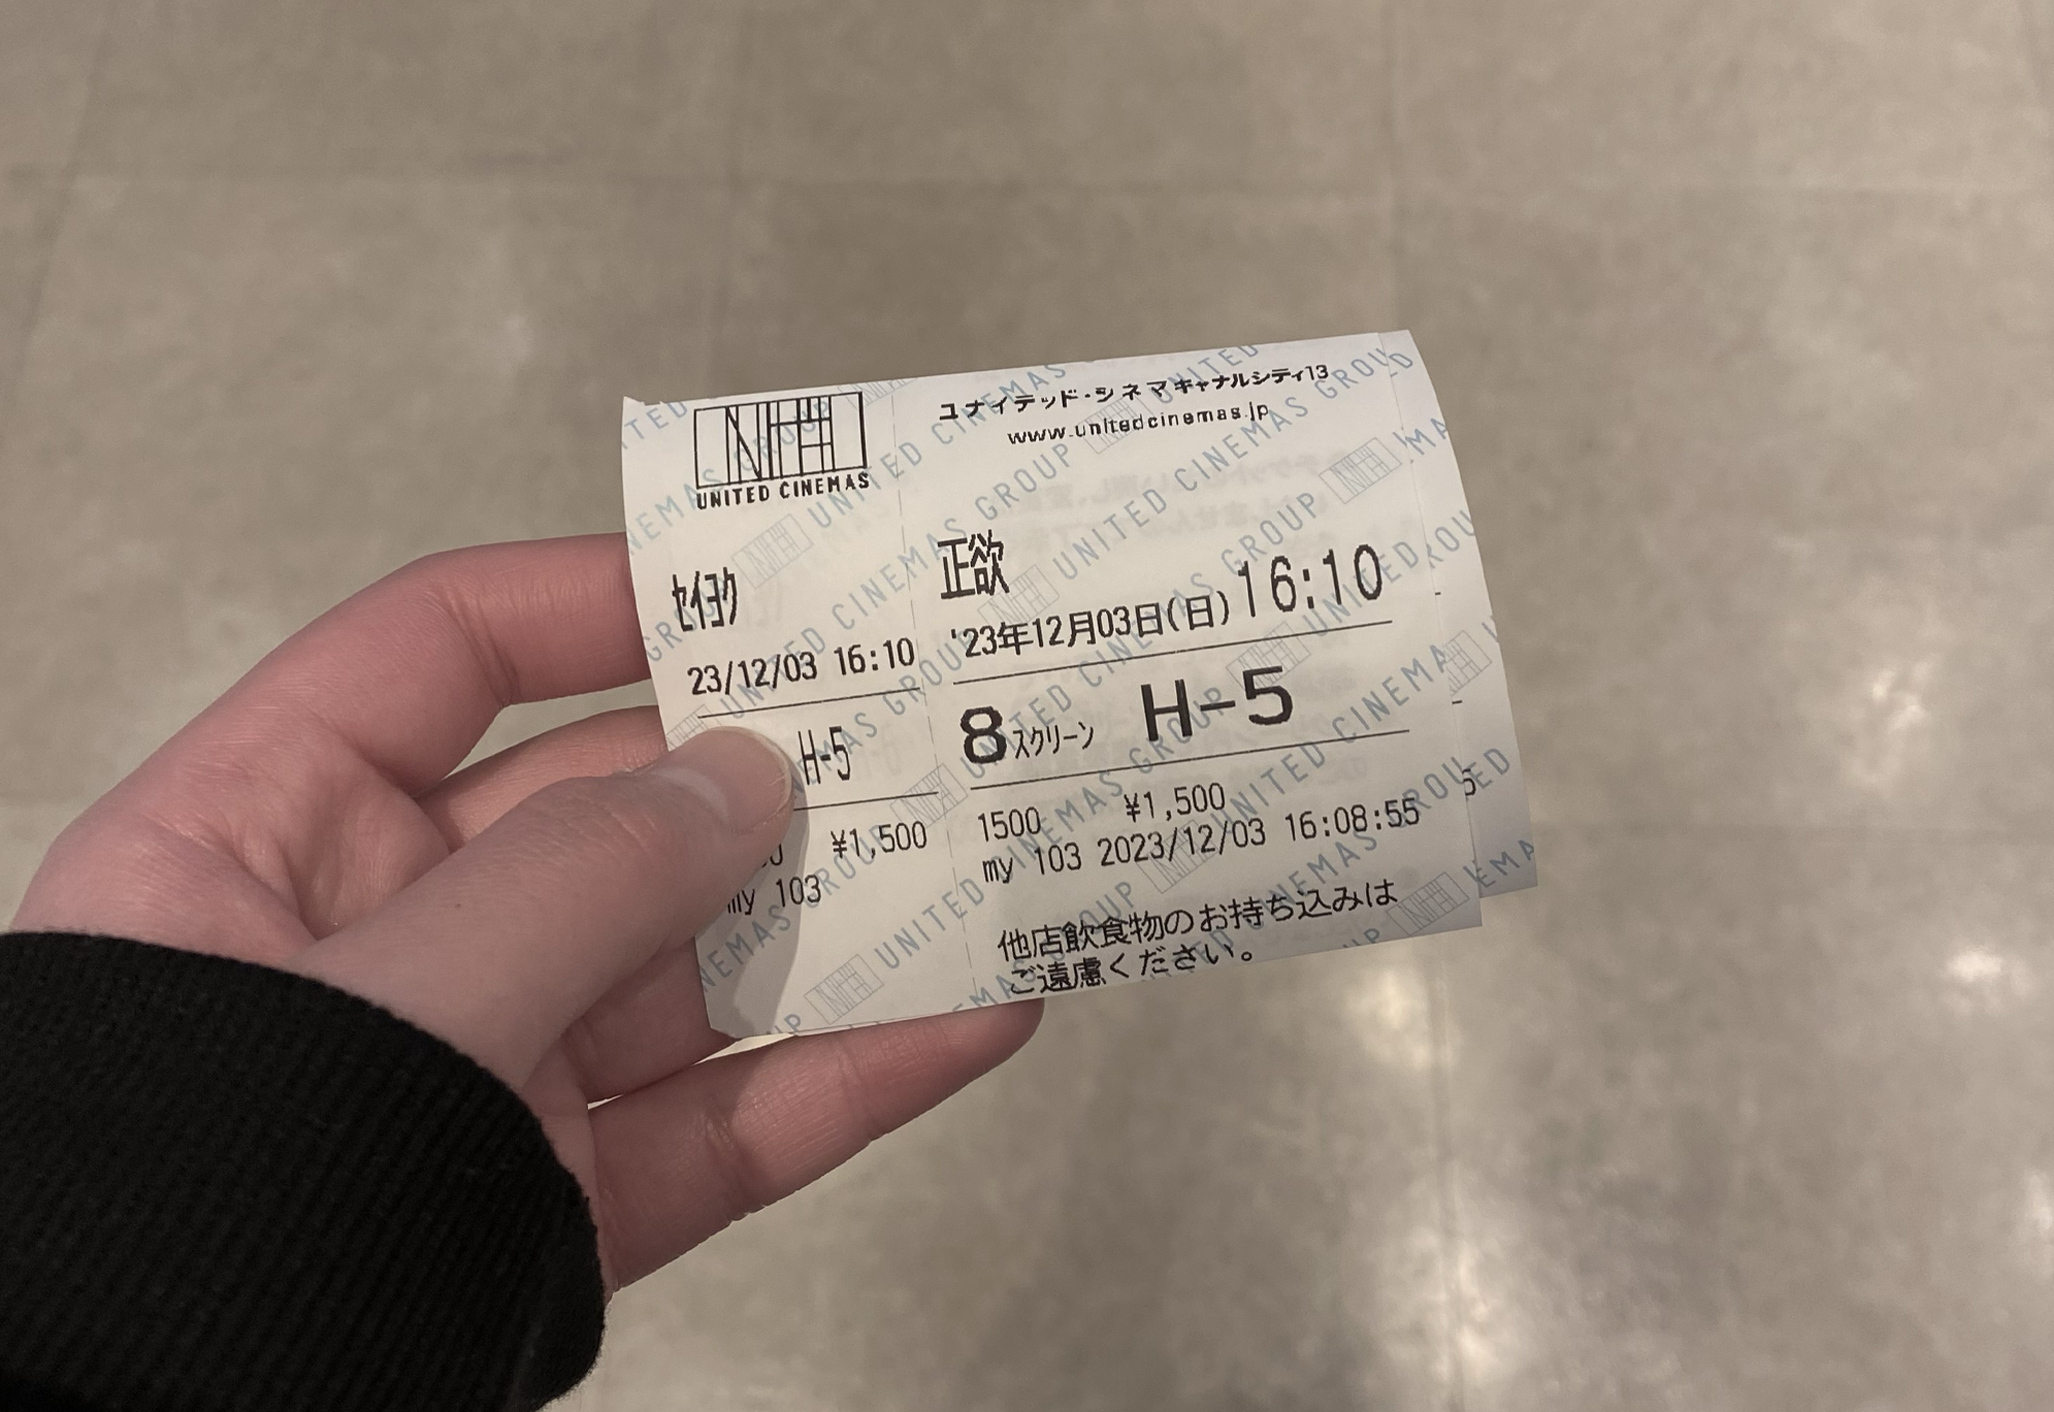 UNITED CINEMAS
セイヨク
23/12/03 16:10
H-5
¥1,500
my 103
ユナイテッド・シネマ キャナルシティ13
www.unitedcinemas.jp
正欲
'23年12月03日(日) 16:10
8スクリーン H-5
1500 ¥1,500
my 103 2023/12/03 16:08:55
他店飲食物のお持ち込みは
ご遠慮ください。
UNITED CINEMAS GROUP